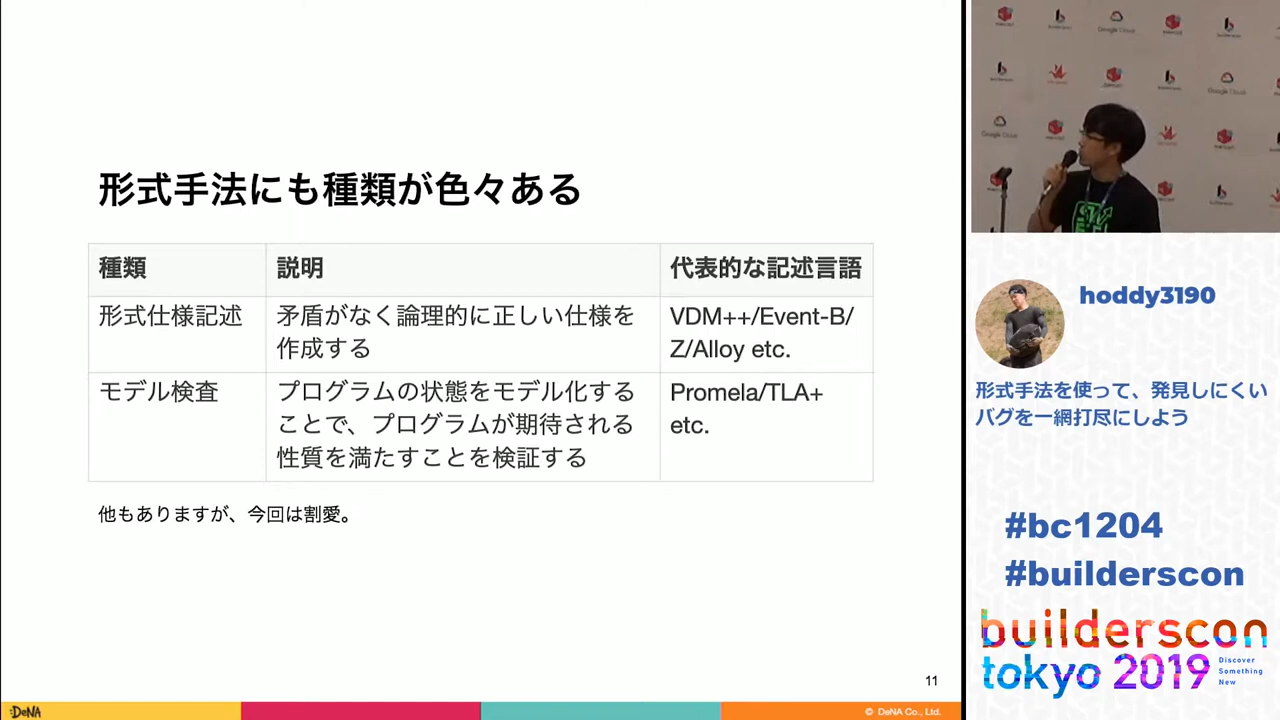 形式手法にも種類が色々ある
種類
説明
代表的な記述言語
形式仕様記述
矛盾がなく論理的に正しい仕様を
作成する
VDM++/Event-B/
Z/Alloy etc.
モデル検査
プログラムの状態をモデル化する
ことで、プログラムが期待される
性質を満たすことを検証する
Promela/TLA+
etc.
他もありますが、今回は割愛。
11
DeNA
© DeNA Co., Ltd.
Google Cloud
Google Cloud
Google Cloud
hoddy3190
形式手法を使って、発見しにくい
バグを一網打尽にしよう
#bc1204
#builderscon
builderscon
tokyo 2019
Discover
Something
New